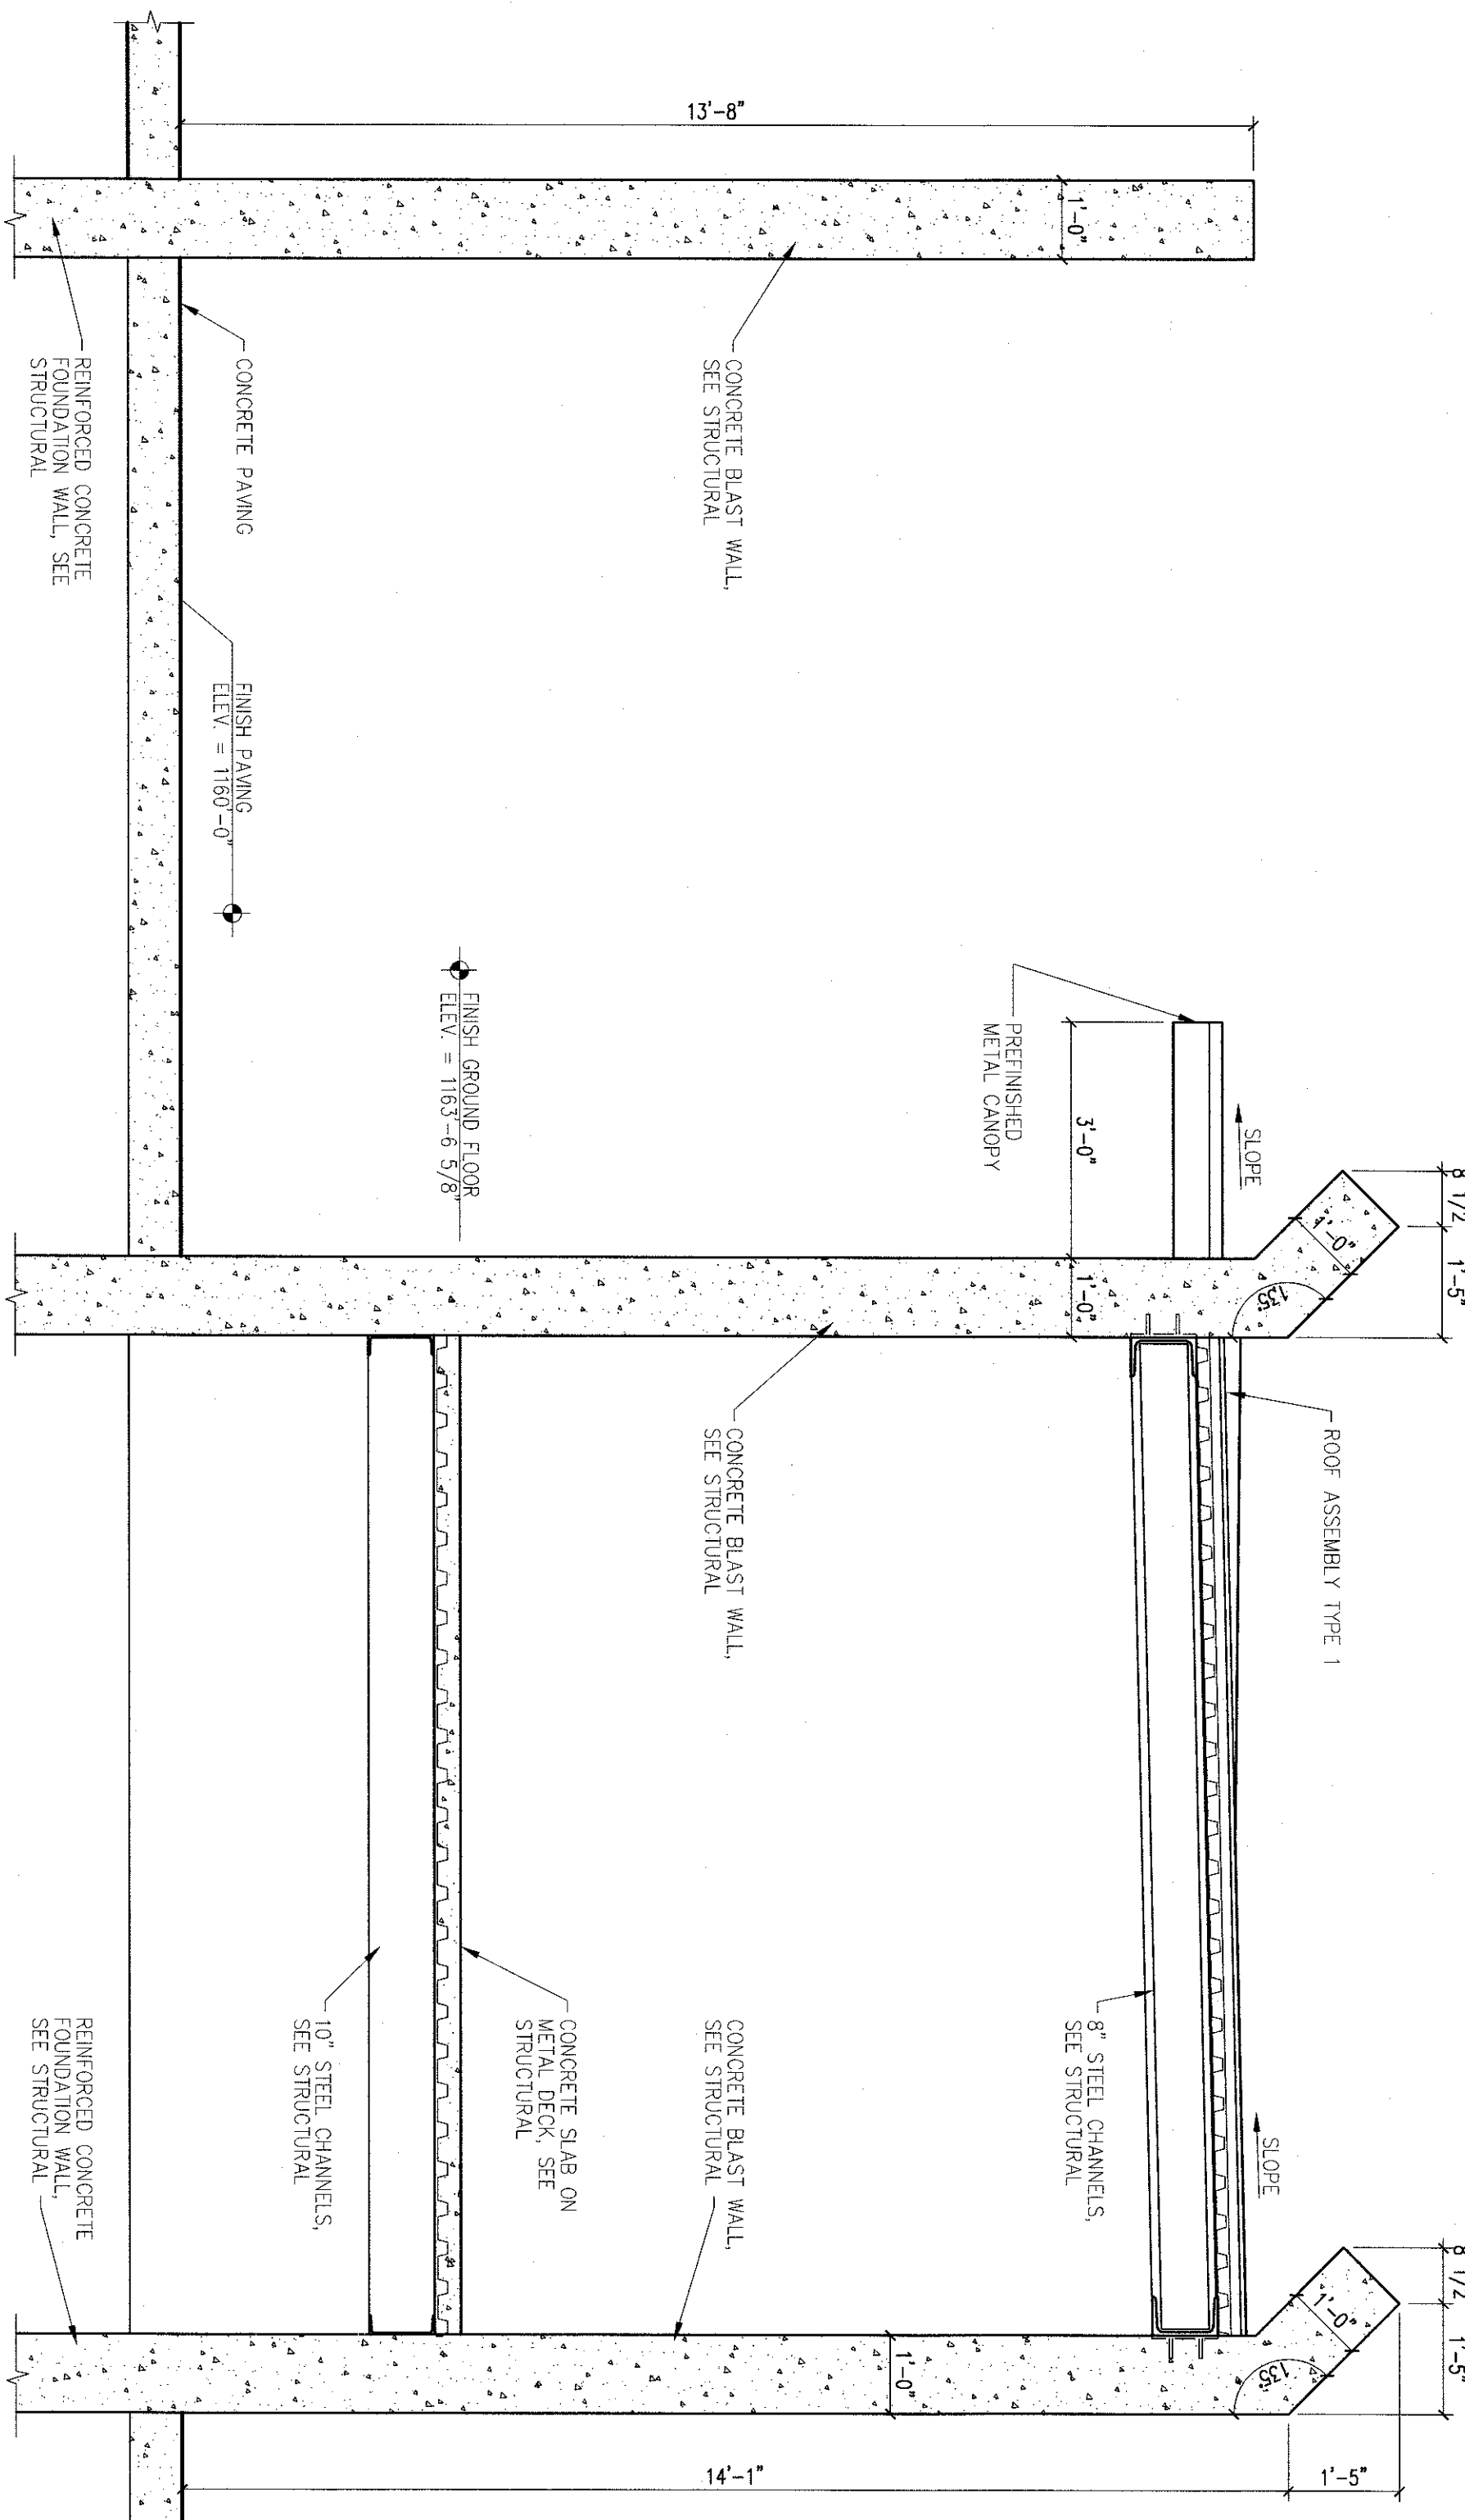 8 1/2
1'-5"
8 1/2
1'-5"
1'-0"
135°
1'-0"
135°
SLOPE
SLOPE
ROOF ASSEMBLY TYPE 1
3'-0"
1'-0"
1'-0"
PREFINISHED
METAL CANOPY
8" STEEL CHANNELS,
SEE STRUCTURAL
1'-5"
13'-8"
14'-1"
1'-0"
CONCRETE BLAST WALL,
SEE STRUCTURAL
CONCRETE BLAST WALL,
SEE STRUCTURAL
CONCRETE BLAST WALL,
SEE STRUCTURAL
CONCRETE SLAB ON
METAL DECK, SEE
STRUCTURAL
FINISH GROUND FLOOR
ELEV. = 1163'-6 5/8"
10" STEEL CHANNELS,
SEE STRUCTURAL
CONCRETE PAVING
FINISH PAVING
ELEV. = 1160'-0"
REINFORCED CONCRETE
FOUNDATION WALL, SEE
STRUCTURAL
REINFORCED CONCRETE
FOUNDATION WALL,
SEE STRUCTURAL